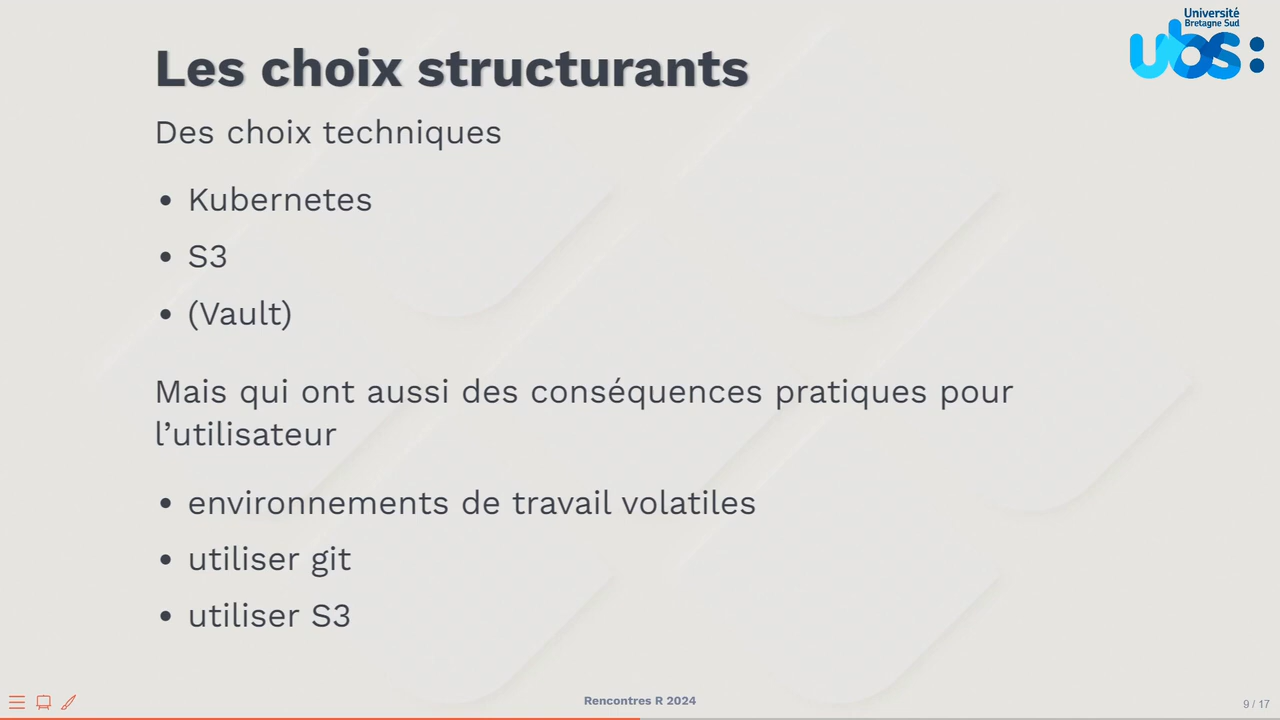 Université
Bretagne Sud
ubs:
Les choix structurants
Des choix techniques
• Kubernetes
• S3
• (Vault)
Mais qui ont aussi des conséquences pratiques pour
l’utilisateur
• environnements de travail volatiles
• utiliser git
• utiliser S3
Rencontres R 2024
9 / 17